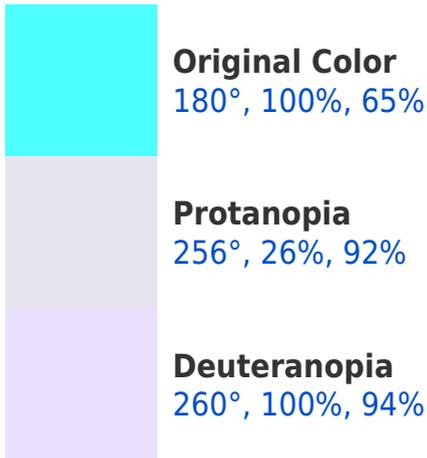 Original Color
180°, 100%, 65%
Protanopia
256°, 26%, 92%
Deuteranopia
260°, 100%, 94%